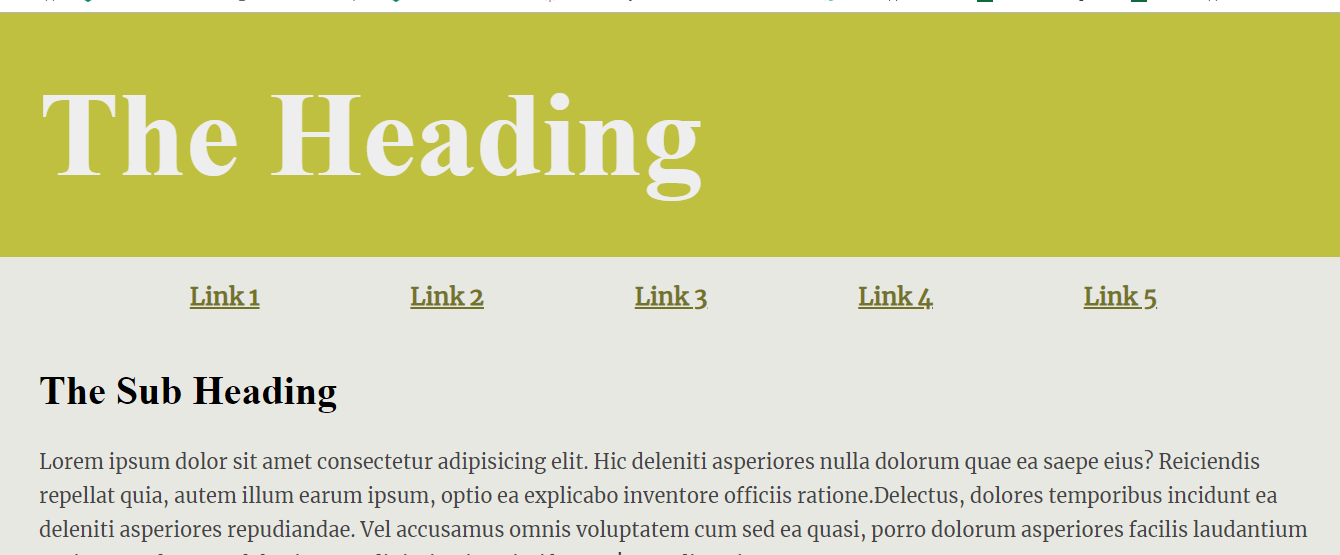 The Heading
Link 1 Link 2 Link 3 Link 4 Link 5
The Sub Heading
Lorem ipsum dolor sit amet consectetur adipisicing elit. Hic deleniti asperiores nulla dolorum quae ea saepe eius? Reiciendis
repellat quia, autem illum earum ipsum, optio ea explicabo inventore officiis ratione.Delectus, dolores temporibus incidunt ea
deleniti asperiores repudiandae. Vel accusamus omnis voluptatem cum sed ea quasi, porro dolorum asperiores facilis laudantium